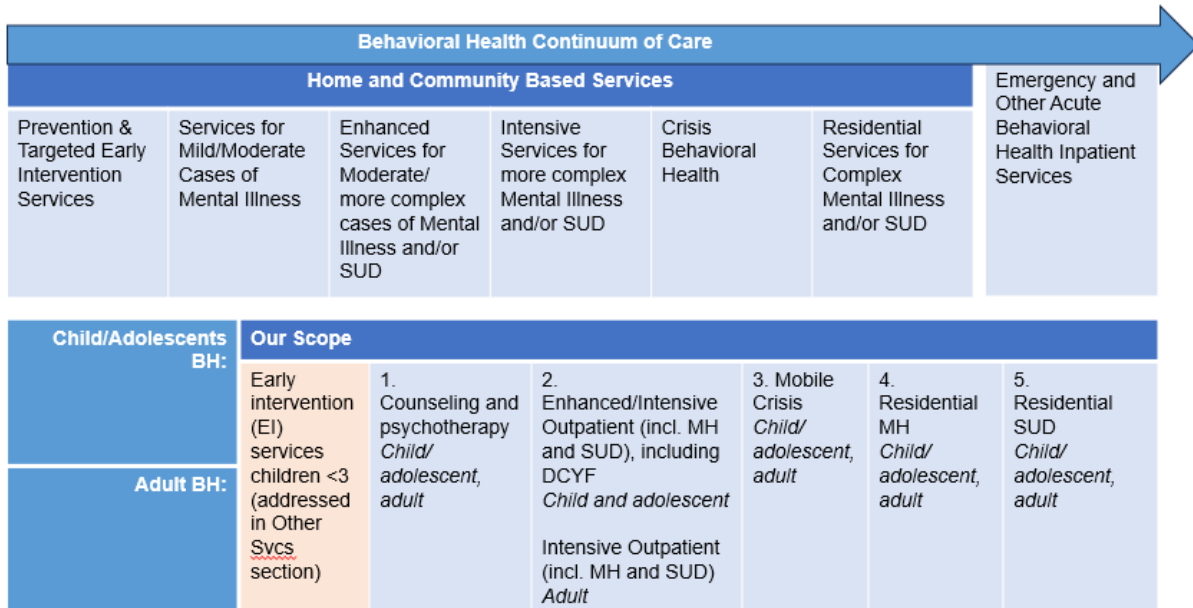 Behavioral Health Continuum of Care
Home and Community Based Services
Prevention &
Targeted Early
Intervention
Services
Services for
Mild/Moderate
Cases of
Mental Illness
Enhanced
Services for
Moderate/
more complex
cases of Mental
Illness and/or
SUD
Intensive
Services for
more complex
Mental Illness
and/or SUD
Crisis
Behavioral
Health
Residential
Services for
Complex
Mental Illness
and/or SUD
Emergency and
Other Acute
Behavioral
Health Inpatient
Services
Child/Adolescents
BH:
Adult BH:
Our Scope
Early
intervention
(EI)
services
children <3
(addressed
in Other
Svcs
section)
1.
Counseling and
psychotherapy
Child/
adolescent,
adult
2.
Enhanced/Intensive
Outpatient (incl. MH
and SUD), including
DCYF
Child and adolescent
Intensive Outpatient
(incl. MH and SUD)
Adult
3. Mobile
Crisis
Child/
adolescent,
adult
4.
Residential
MH
Child/
adolescent,
adult
5.
Residential
SUD
Child/
adolescent,
adult